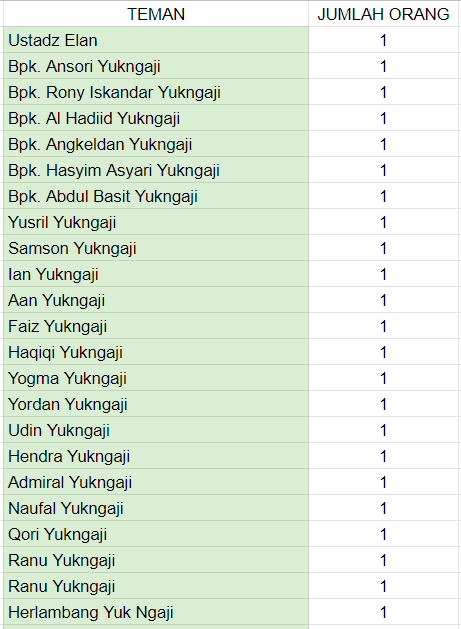 TEMAN JUMLAH ORANG
Ustadz Elan 1
Bpk. Ansori Yukngaji 1
Bpk. Rony Iskandar Yukngaji 1
Bpk. Al Hadiid Yukngaji 1
Bpk. Angkeldan Yukngaji 1
Bpk. Hasyim Asyari Yukngaji 1
Bpk. Abdul Basit Yukngaji 1
Yusril Yukngaji 1
Samson Yukngaji 1
Ian Yukngaji 1
Aan Yukngaji 1
Faiz Yukngaji 1
Haqiqi Yukngaji 1
Yogma Yukngaji 1
Yordan Yukngaji 1
Udin Yukngaji 1
Hendra Yukngaji 1
Admiral Yukngaji 1
Naufal Yukngaji 1
Qori Yukngaji 1
Ranu Yukngaji 1
Ranu Yukngaji 1
Herlambang Yuk Ngaji 1